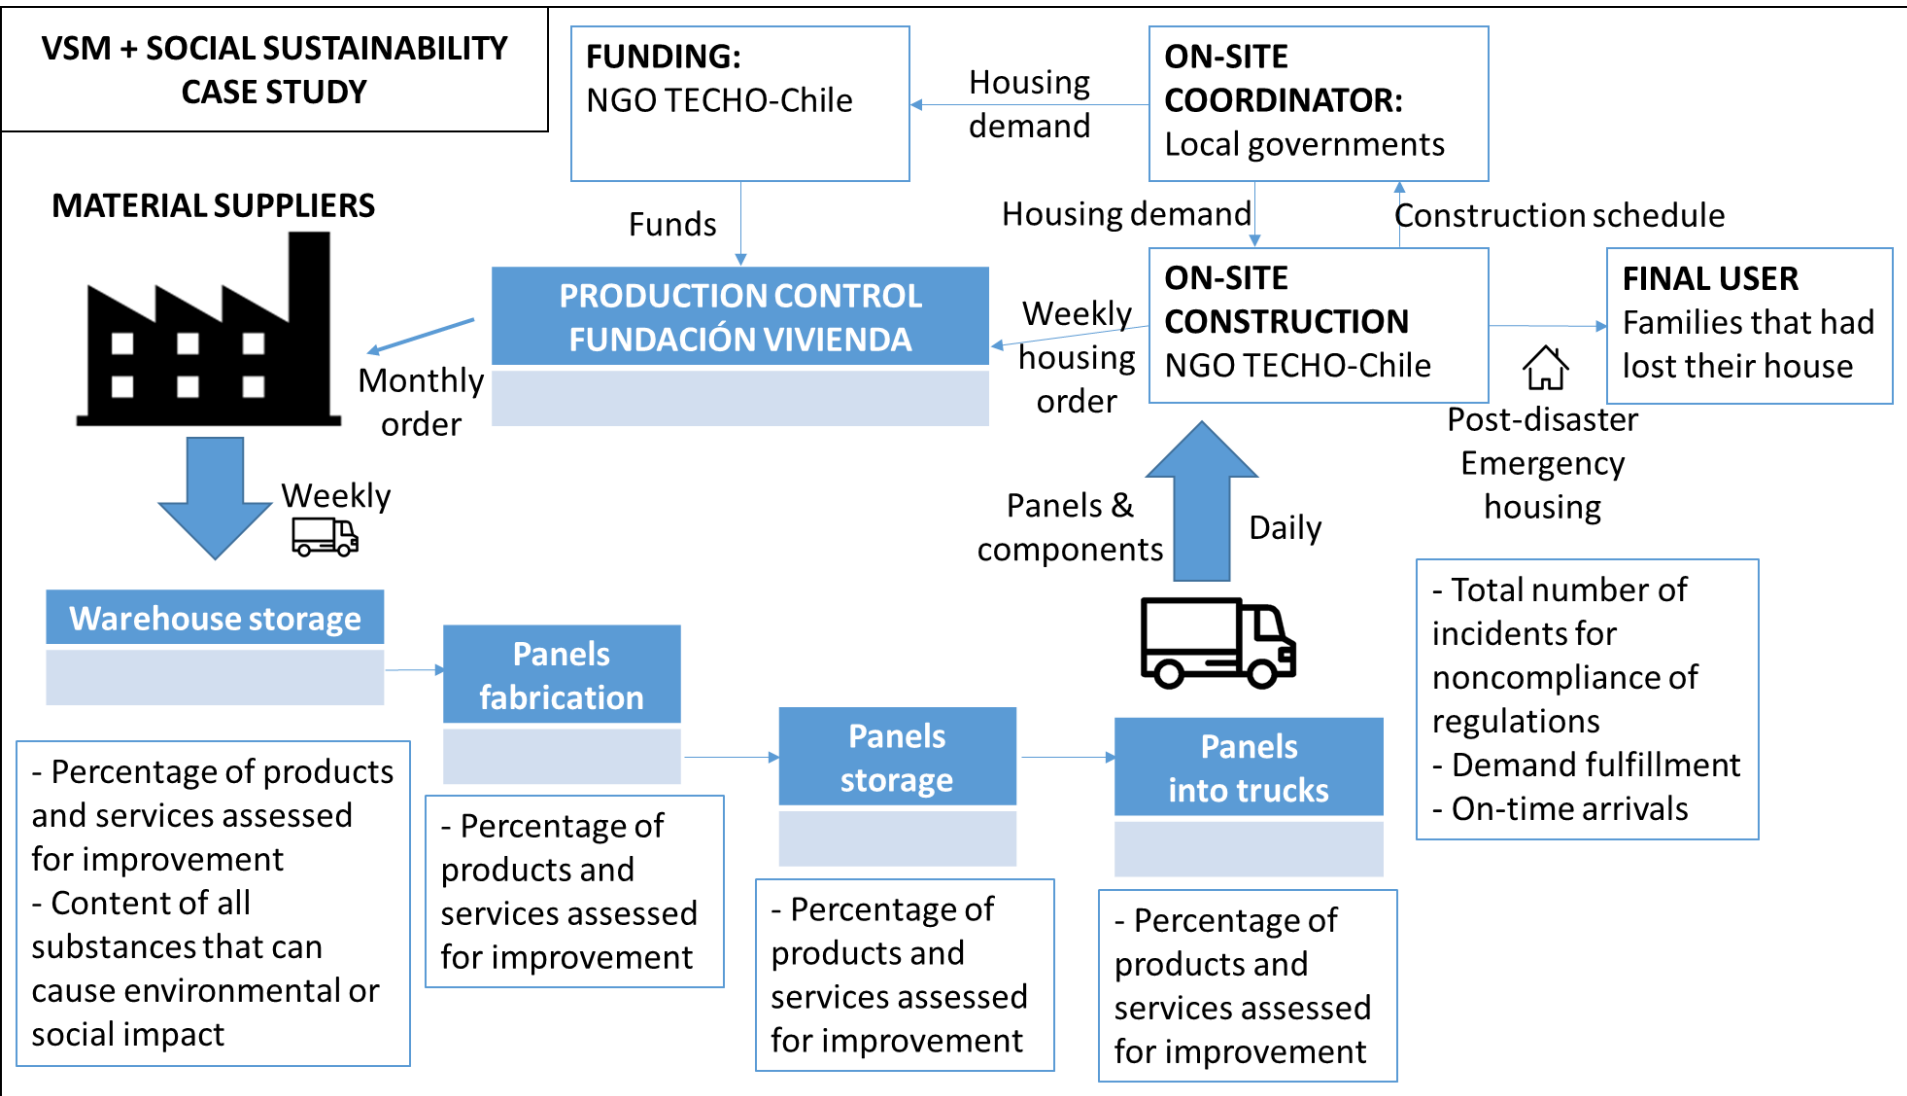 VSM + SOCIAL SUSTAINABILITY
CASE STUDY
FUNDING:
NGO TECHO-Chile
Housing
demand
ON-SITE
COORDINATOR:
Local governments
MATERIAL SUPPLIERS
Funds
Housing demand
Construction schedule
PRODUCTION CONTROL
FUNDACIÓN VIVIENDA
Weekly
housing
order
ON-SITE
CONSTRUCTION
NGO TECHO-Chile
FINAL USER
Families that had
lost their house
Monthly
order
Post-disaster
Emergency
housing
Weekly
Panels &
components
Daily
Warehouse storage
Panels
fabrication
Panels
storage
Panels
into trucks
- Total number of
incidents for
noncompliance of
regulations
- Demand fulfillment
- On-time arrivals
- Percentage of products
and services assessed
for improvement
- Content of all
substances that can
cause environmental or
social impact
- Percentage of
products and
services assessed
for improvement
- Percentage of
products and
services assessed
for improvement
- Percentage of
products and
services assessed
for improvement